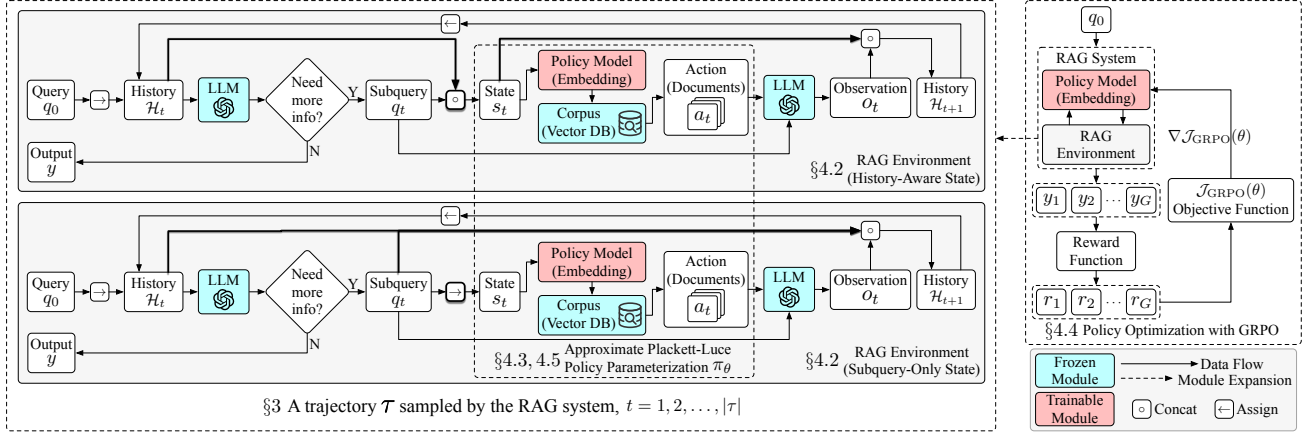 ←
Query
q₀
→
History
ℋₜ
LLM
Need
more
info?
Y
N
Subquery
qₜ
∘
State
sₜ
Policy Model
(Embedding)
Corpus
(Vector DB)
Action
(Documents)
aₜ
LLM
∘
Observation
oₜ
History
ℋₜ₊₁
Output
y
§4.2 RAG Environment
(History-Aware State)
←
Query
q₀
→
History
ℋₜ
LLM
Need
more
info?
Y
N
Subquery
qₜ
→
State
sₜ
Policy Model
(Embedding)
Corpus
(Vector DB)
Action
(Documents)
aₜ
LLM
∘
Observation
oₜ
History
ℋₜ₊₁
Output
y
§4.3, 4.5 Approximate Plackett-Luce
Policy Parameterization π_θ
§4.2 RAG Environment
(Subquery-Only State)
§3 A trajectory τ sampled by the RAG system, t = 1, 2, . . . , |τ|
q₀
RAG System
Policy Model
(Embedding)
RAG
Environment
∇𝒥_GRPO(θ)
y₁ y₂ ⋯ y_G
𝒥_GRPO(θ)
Objective Function
Reward
Function
r₁ r₂ ⋯ r_G
§4.4 Policy Optimization with GRPO
Frozen
Module
Trainable
Module
Data Flow
Module Expansion
∘ Concat
← Assign